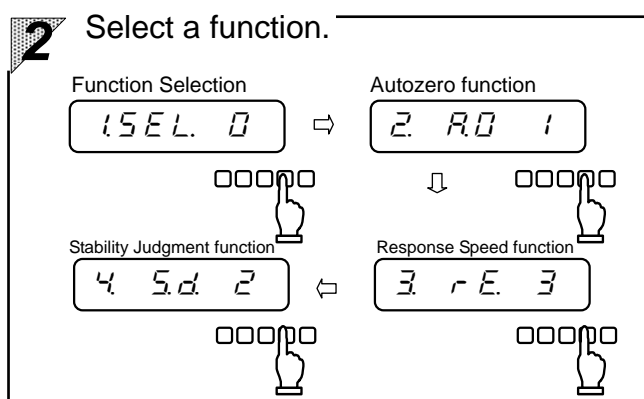 2 Select a function.
Function Selection
1.SEL. 0
Autozero function
2. A.0 1
Response Speed function
3. rE. 3
Stability Judgment function
4. S.d. 2